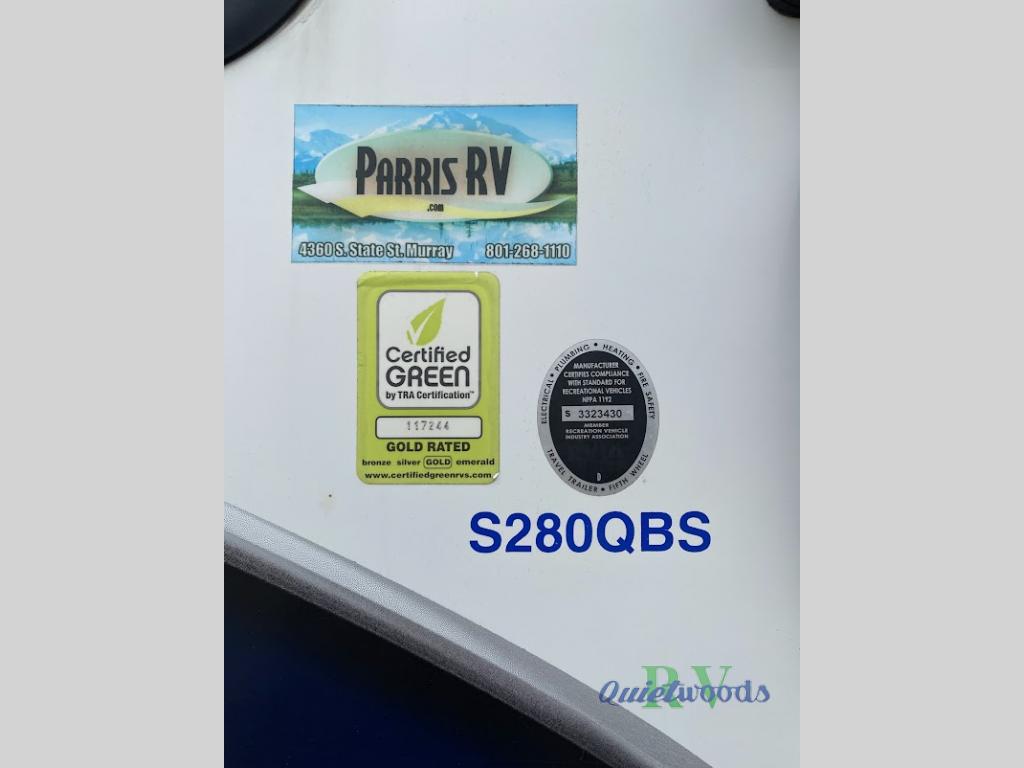 PARRIS RV
.com
4360 S. State St. Murray 801-268-1110
Certified
GREEN
by TRA Certification™
117244
GOLD RATED
bronze silver GOLD emerald
www.certifiedgreenrvs.com
ELECTRICAL • PLUMBING • HEATING • FIRE SAFETY
MANUFACTURER
CERTIFIES COMPLIANCE
WITH STANDARD FOR
RECREATIONAL VEHICLES
NFPA 1192
S 3323430
MEMBER
RECREATION VEHICLE
INDUSTRY ASSOCIATION
D
TRAVEL TRAILER • FIFTH WHEEL
S280QBS
RV
Quietwoods